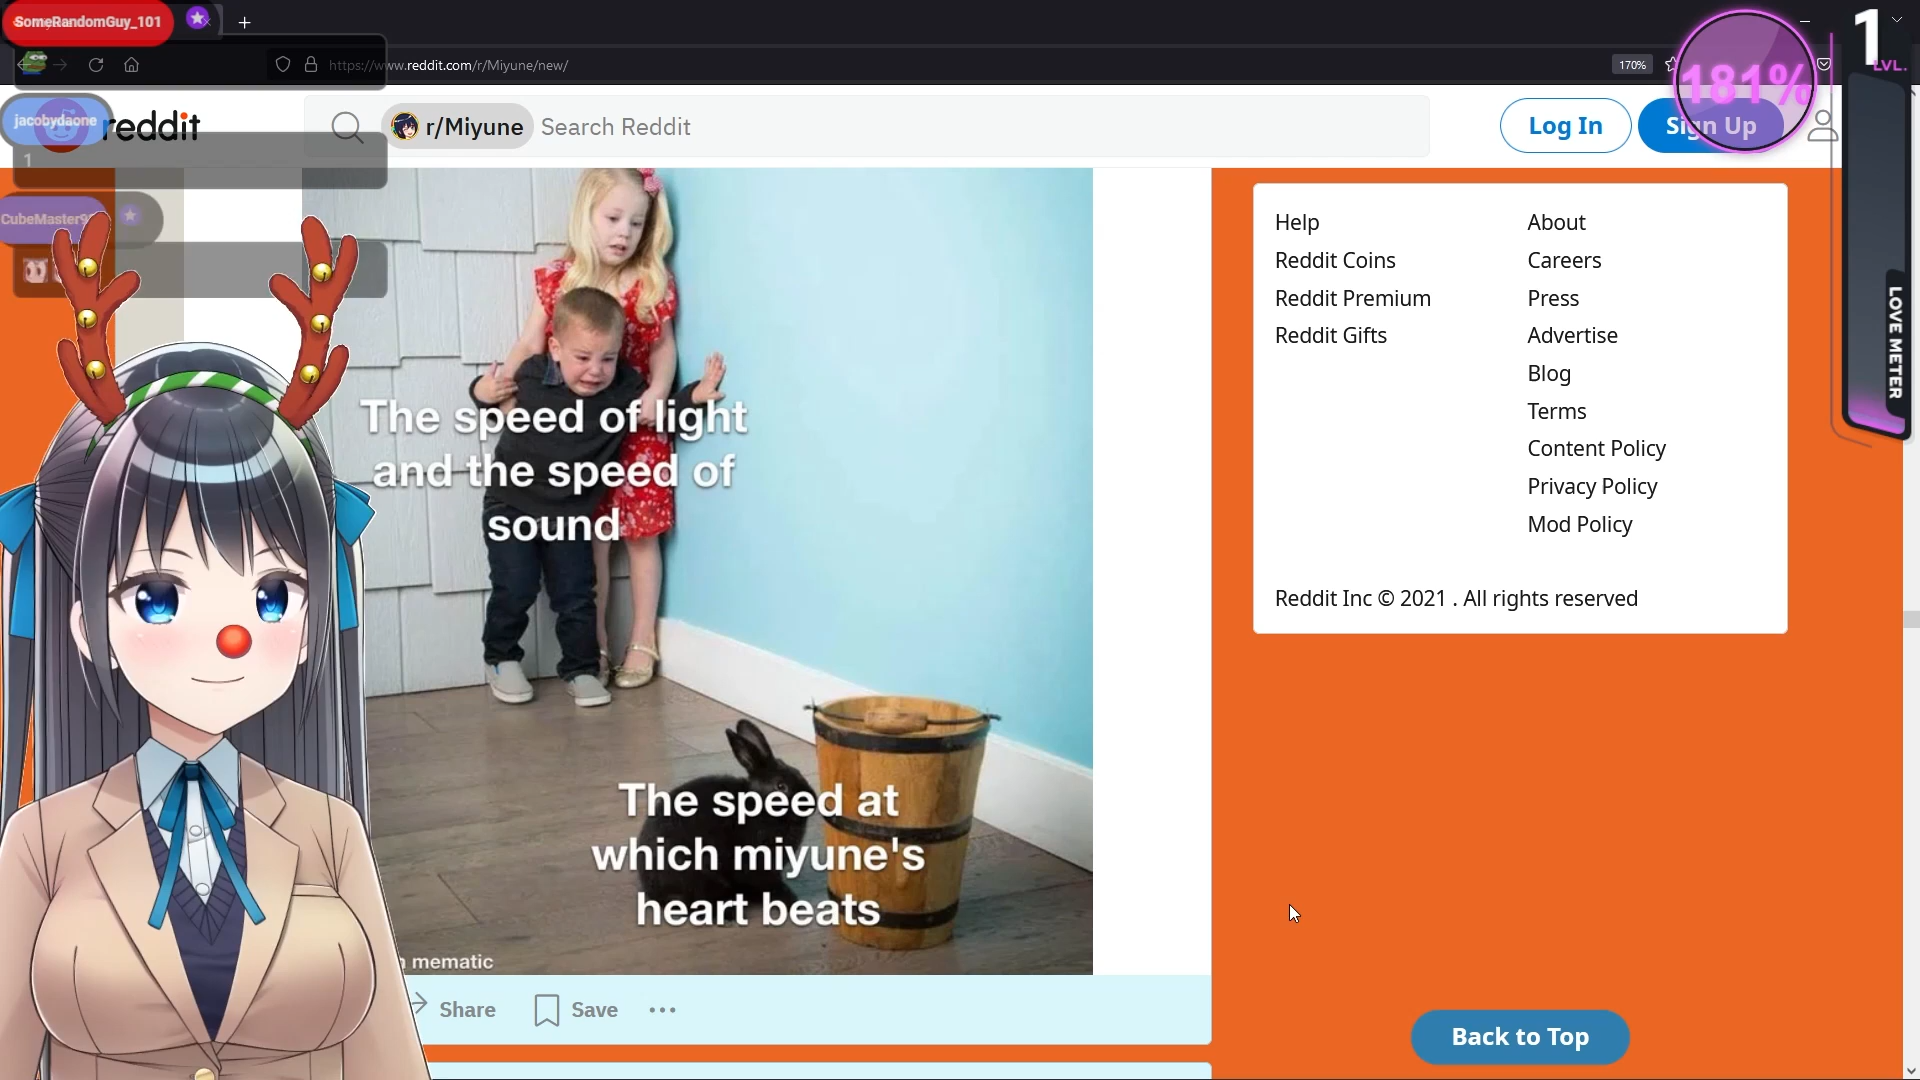 SomeRandomGuy_101
https://www.reddit.com/r/Miyune/new/
170%
181%
1
LVL.
jacobydaone
reddit
r/Miyune
Search Reddit
Log In
Sign Up
1
LOVE METER
The speed of light
and the speed of
sound
The speed at
which miyune's
heart beats
mematic
Share
Save
Help
Reddit Coins
Reddit Premium
Reddit Gifts
About
Careers
Press
Advertise
Blog
Terms
Content Policy
Privacy Policy
Mod Policy
Reddit Inc © 2021 . All rights reserved
Back to Top